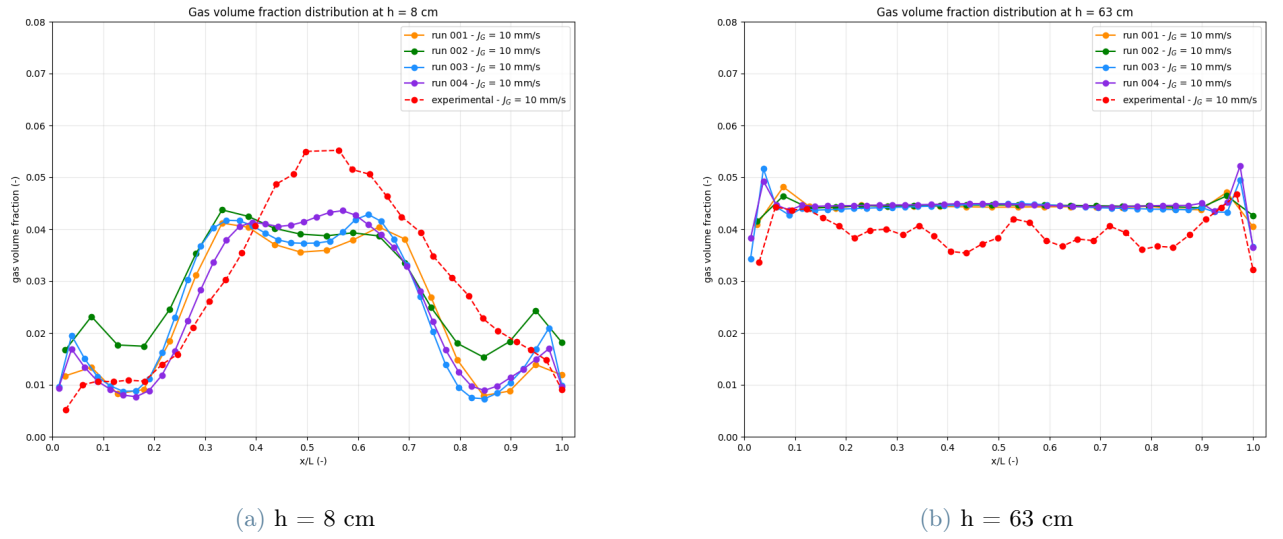 Gas volume fraction distribution at h = 8 cm
gas volume fraction (-)
0.08
0.07
0.06
0.05
0.04
0.03
0.02
0.01
0.00
run 001 - J_G = 10 mm/s
run 002 - J_G = 10 mm/s
run 003 - J_G = 10 mm/s
run 004 - J_G = 10 mm/s
experimental - J_G = 10 mm/s
0.0 0.1 0.2 0.3 0.4 0.5 0.6 0.7 0.8 0.9 1.0
x/L (-)
(a) h = 8 cm
Gas volume fraction distribution at h = 63 cm
gas volume fraction (-)
0.08
0.07
0.06
0.05
0.04
0.03
0.02
0.01
0.00
run 001 - J_G = 10 mm/s
run 002 - J_G = 10 mm/s
run 003 - J_G = 10 mm/s
run 004 - J_G = 10 mm/s
experimental - J_G = 10 mm/s
0.0 0.1 0.2 0.3 0.4 0.5 0.6 0.7 0.8 0.9 1.0
x/L (-)
(b) h = 63 cm